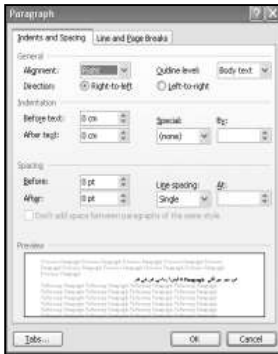 Paragraph
Indents and Spacing Line and Page Breaks
General
Alignment: Right Outline level: Body text
Direction: Right-to-left Left-to-right
Indentation
Before text: 0 cm Special: By:
After text: 0 cm (none)
Spacing
Before: 0 pt Line spacing: At:
After: 0 pt Single
Don't add space between paragraphs of the same style
Preview
Tabs... OK Cancel